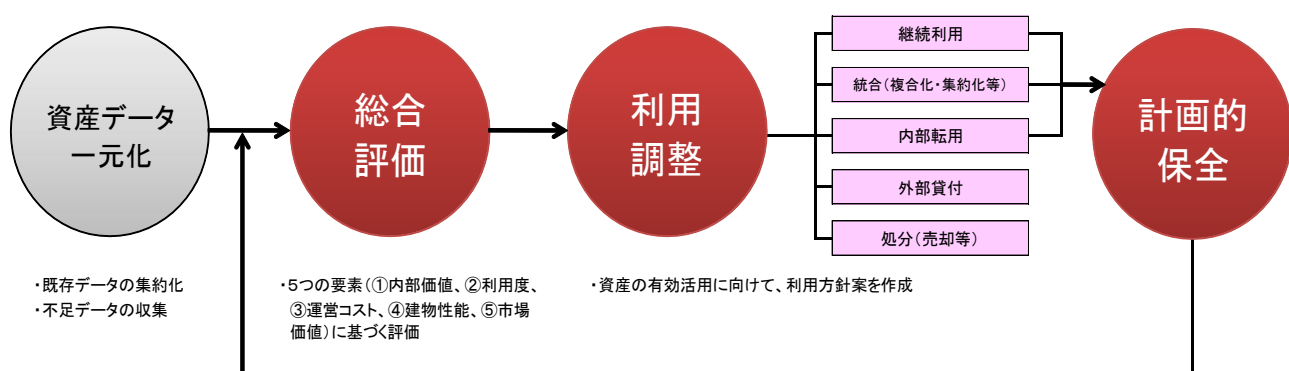 資産データ
一元化
総合
評価
利用
調整
継続利用
統合(複合化・集約化等)
内部転用
外部貸付
処分(売却等)
計画的
保全
・既存データの集約化
・不足データの収集
・5つの要素(①内部価値、②利用度、
③運営コスト、④建物性能、⑤市場
価値)に基づく評価
・資産の有効活用に向けて、利用方針案を作成